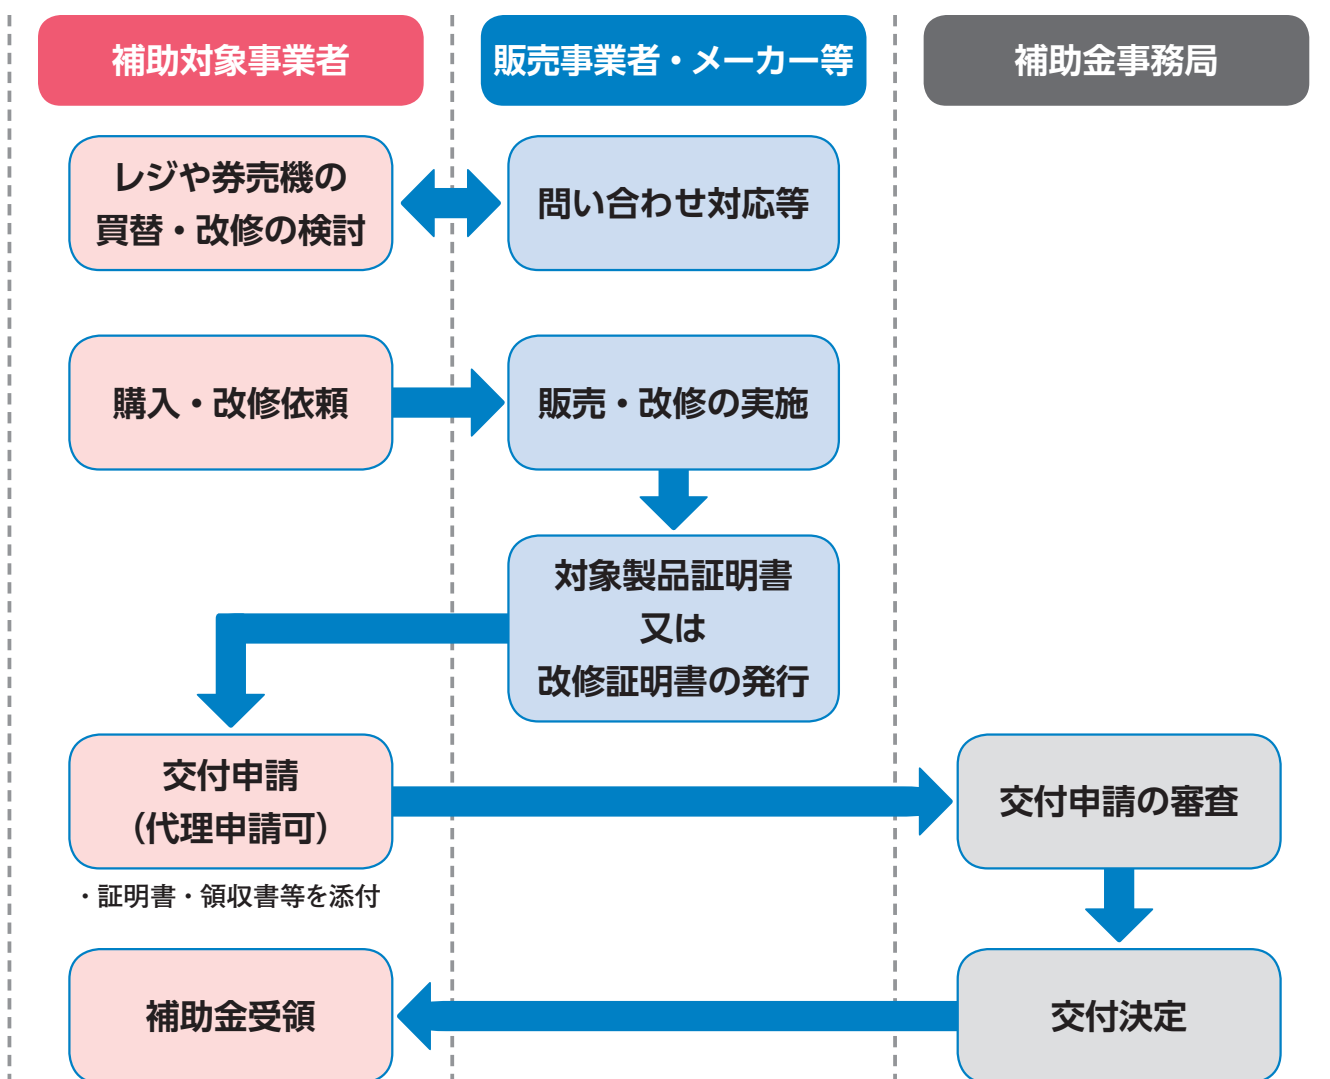 補助対象事業者
販売事業者・メーカー等
補助金事務局
レジや券売機の
買替・改修の検討
問い合わせ対応等
購入・改修依頼
販売・改修の実施
対象製品証明書
又は
改修証明書の発行
交付申請
（代理申請可）
・証明書・領収書等を添付
交付申請の審査
補助金受領
交付決定